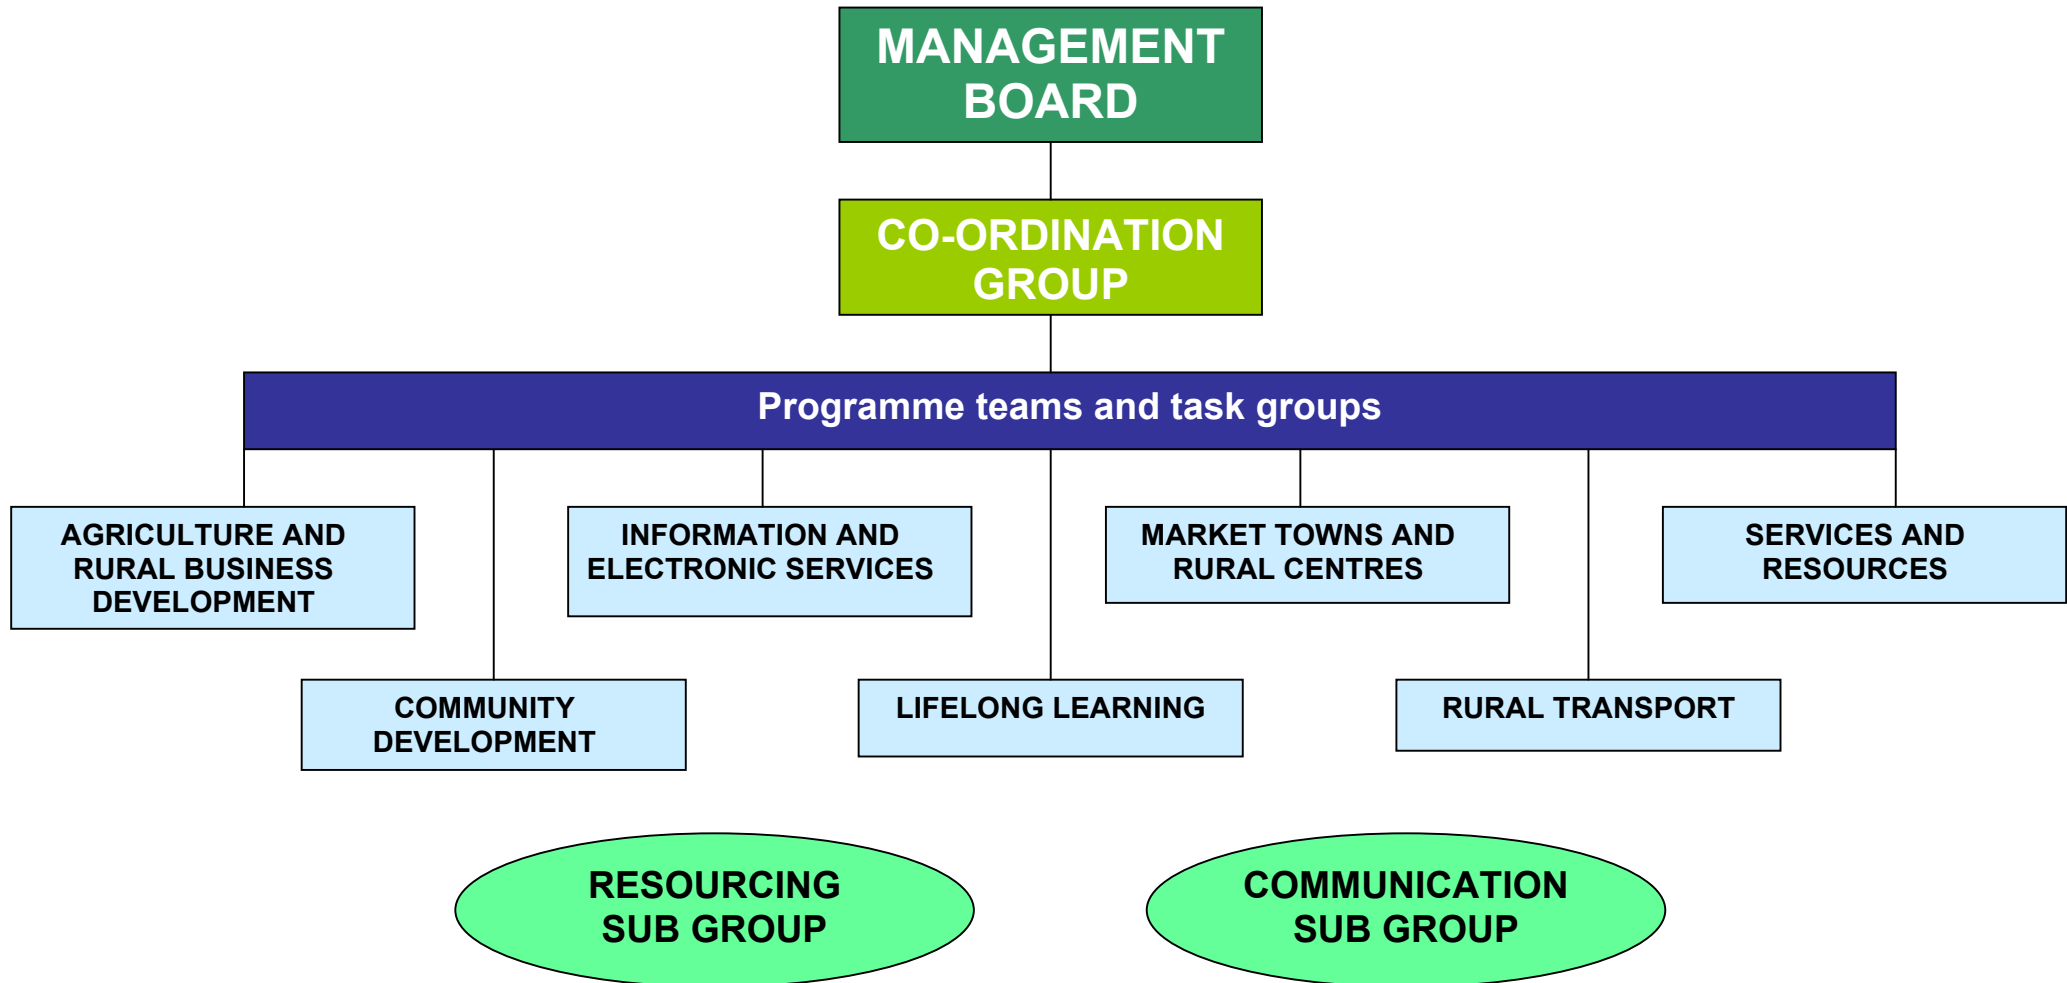 MANAGEMENT
BOARD
CO-ORDINATION
GROUP
Programme teams and task groups
AGRICULTURE AND
RURAL BUSINESS
DEVELOPMENT
INFORMATION AND
ELECTRONIC SERVICES
MARKET TOWNS AND
RURAL CENTRES
SERVICES AND
RESOURCES
COMMUNITY
DEVELOPMENT
LIFELONG LEARNING
RURAL TRANSPORT
RESOURCING
SUB GROUP
COMMUNICATION
SUB GROUP